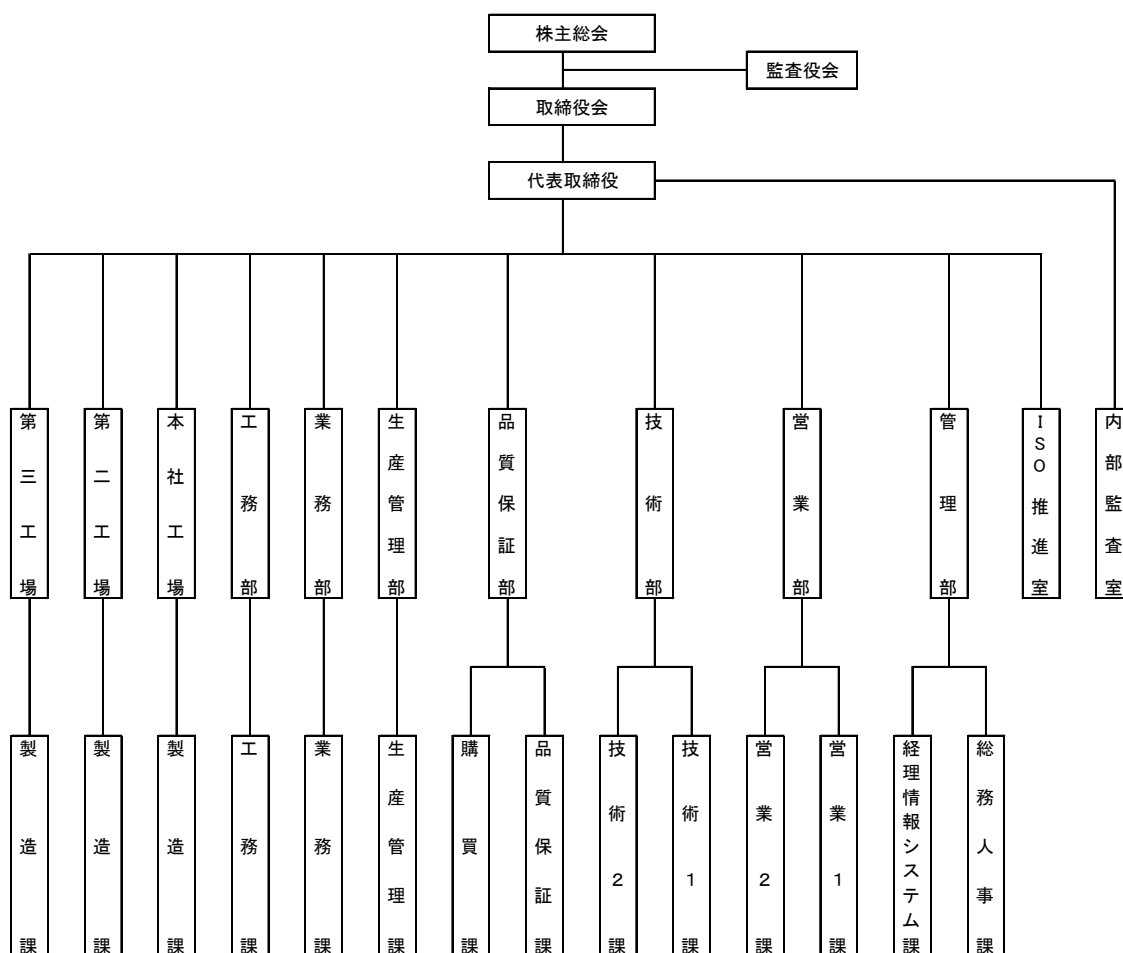 株主総会
監査役会
取締役会
代表取締役
第三工場
第二工場
本社工場
工務部
業務部
生産管理部
品質保証部
技術部
営業部
管理部
ISO推進室
内部監査室
製造課
製造課
製造課
工務課
業務課
生産管理課
購買課
品質保証課
技術2課
技術1課
営業2課
営業1課
経理情報システム課
総務人事課